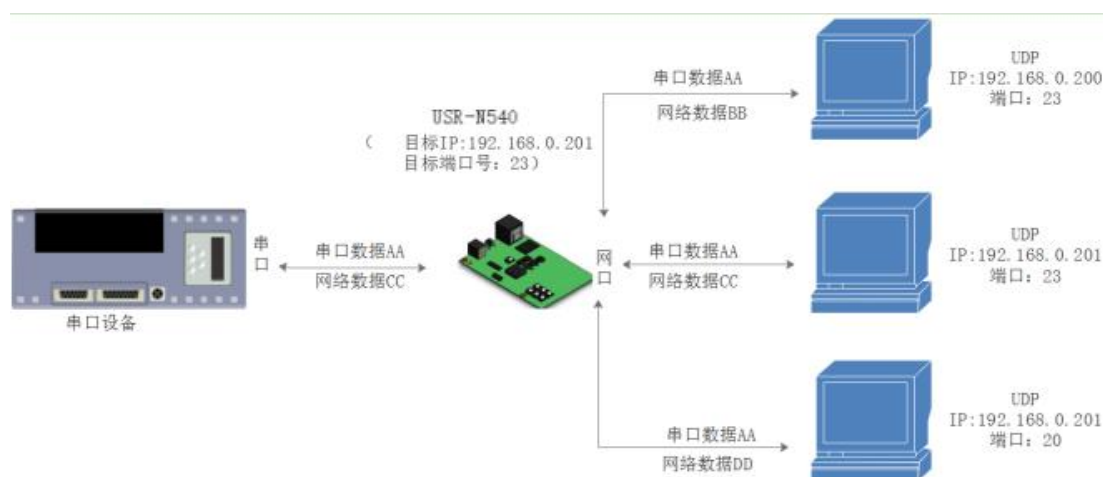 串口数据AA
网络数据BB
UDP
IP:192.168.0.200
端口：23
USR-N540
（ 目标IP:192.168.0.201
目标端口号：23）
串口
串口数据AA
网络数据CC
网口
串口数据AA
网络数据CC
UDP
IP:192.168.0.201
端口：23
串口设备
串口数据AA
网络数据DD
UDP
IP:192.168.0.201
端口：20